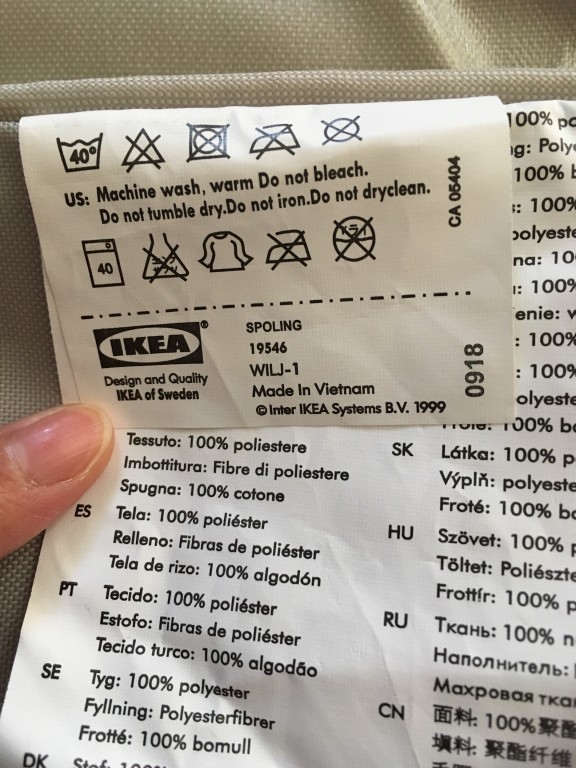 40°
US: Machine wash, warm Do not bleach.
Do not tumble dry.Do not iron.Do not dryclean.
CA 05404
40
ドライ
IKEA®
Design and Quality
IKEA of Sweden
SPOLING
19546
WILJ-1
Made In Vietnam
© Inter IKEA Systems B.V. 1999
0918
Tessuto: 100% poliestere
Imbottitura: Fibre di poliestere
Spugna: 100% cotone
ES Tela: 100% poliéster
Relleno: Fibras de poliéster
Tela de rizo: 100% algodón
PT Tecido: 100% poliéster
Estofo: Fibras de poliéster
Tecido turco: 100% algodão
SE Tyg: 100% polyester
Fyllning: Polyesterfibrer
Frotté: 100% bomull
DK
100%
100%
: 100%
: 100%
: 100%
: 100%
SK Látka: 100%
Výplň:
Froté: 100%
HU Szövet: 100%
Töltet:
Frottír: 100%
RU Ткань: 100%
Наполнитель:
Махровая
CN 面料: 100%聚酯
填料: 聚酯纤维